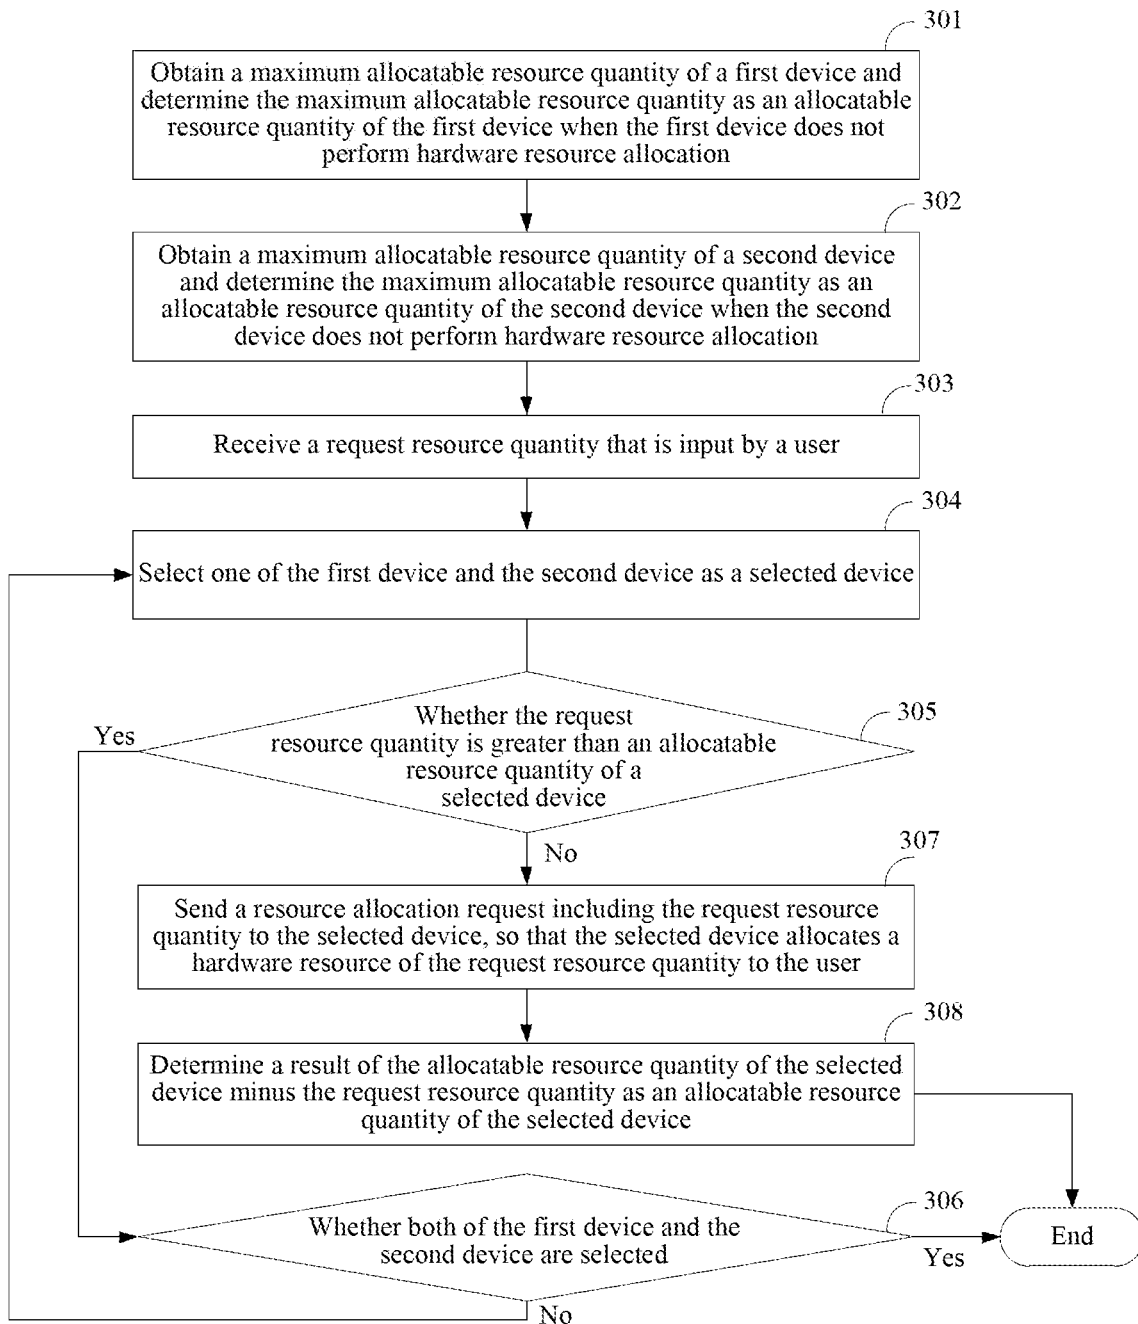 301
Obtain a maximum allocatable resource quantity of a first device and
determine the maximum allocatable resource quantity as an allocatable
resource quantity of the first device when the first device does not
perform hardware resource allocation
302
Obtain a maximum allocatable resource quantity of a second device
and determine the maximum allocatable resource quantity as an
allocatable resource quantity of the second device when the second
device does not perform hardware resource allocation
303
Receive a request resource quantity that is input by a user
304
Select one of the first device and the second device as a selected device
305
Yes
Whether the request
resource quantity is greater than an allocatable
resource quantity of a
selected device
No
307
Send a resource allocation request including the request resource
quantity to the selected device, so that the selected device allocates a
hardware resource of the request resource quantity to the user
308
Determine a result of the allocatable resource quantity of the selected
device minus the request resource quantity as an allocatable resource
quantity of the selected device
306
Whether both of the first device and the
second device are selected
Yes
End
No